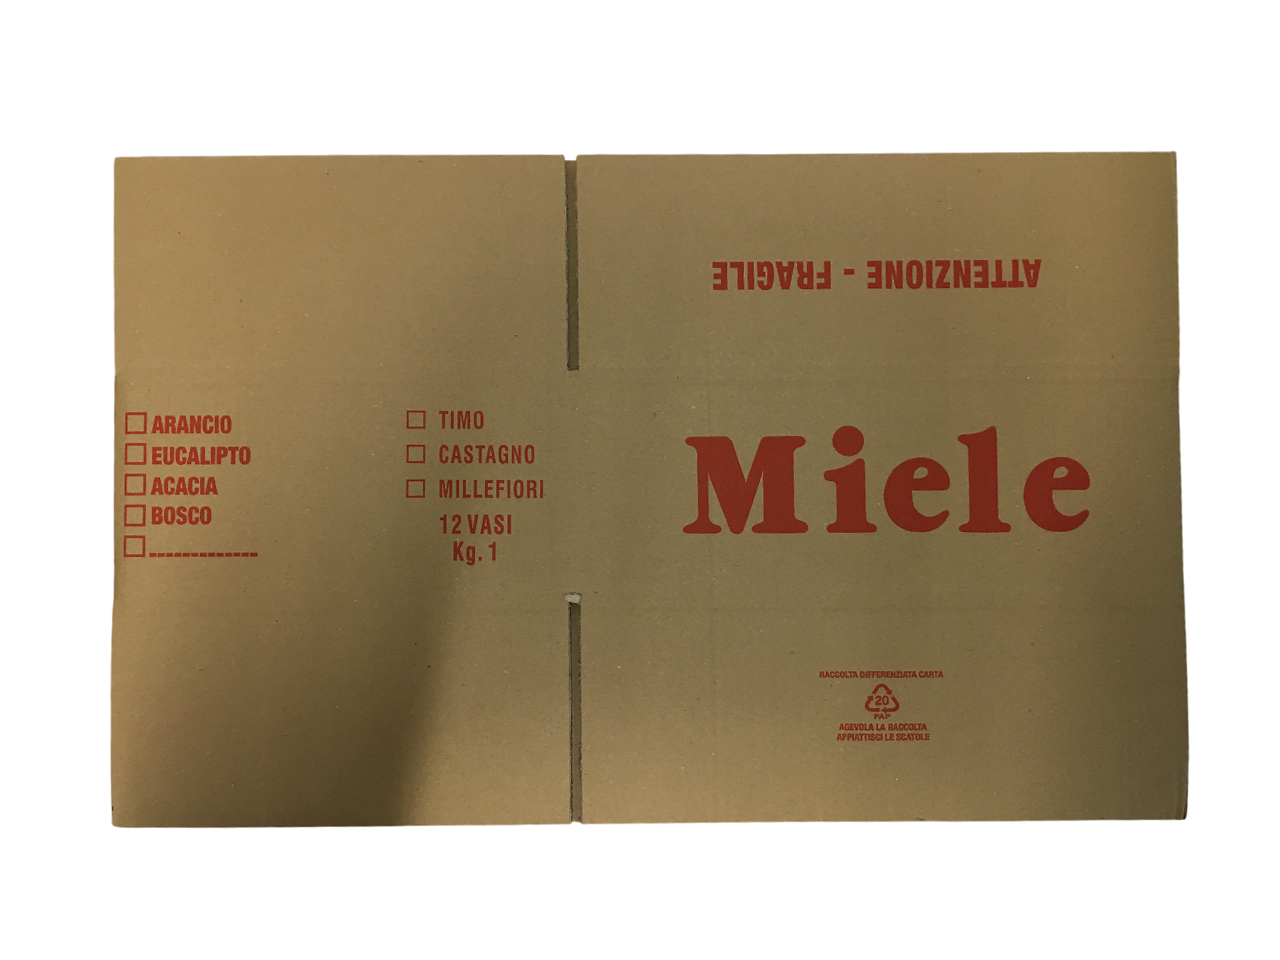 ARANCIO
EUCALIPTO
ACACIA
BOSCO
TIMO
CASTAGNO
MILLEFIORI
12 VASI
Kg. 1
ATTENZIONE - FRAGILE
Miele
RACCOLTA DIFFERENZIATA CARTA
20
PAP
AGEVOLA LA RACCOLTA
APPIATTISCI LE SCATOLE